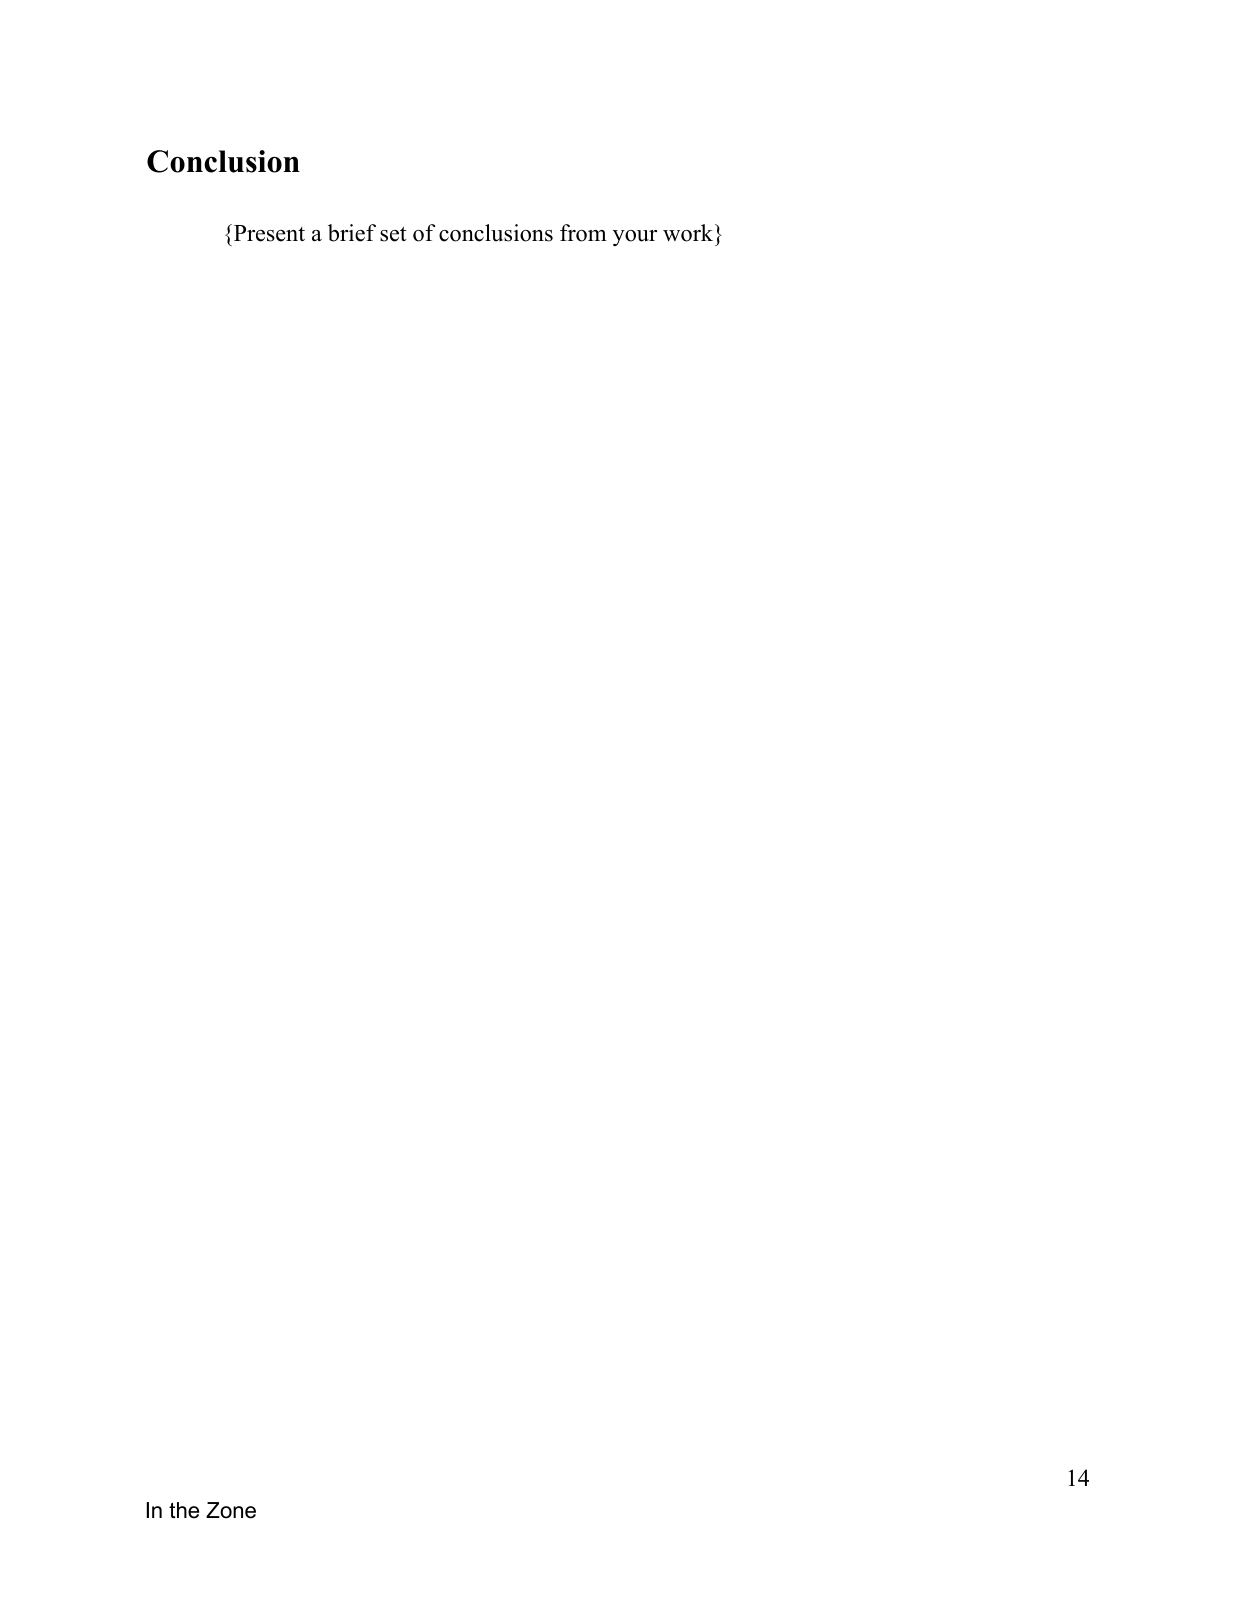 Conclusion
{Present a brief set of conclusions from your work}
14
In the Zone